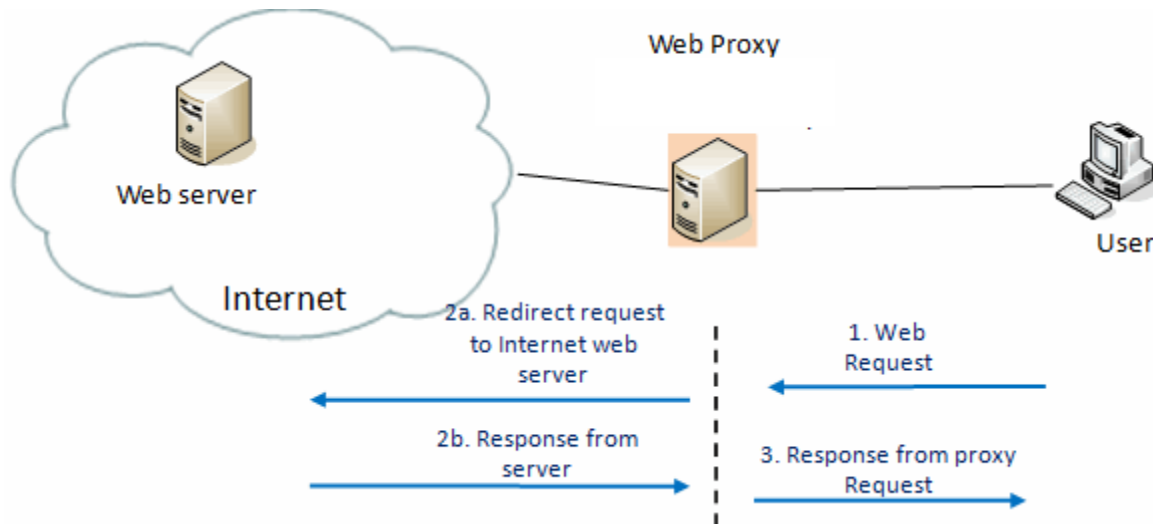 Web Proxy
Web server
User
Internet
2a. Redirect request
to Internet web
server
1. Web
Request
2b. Response from
server
3. Response from proxy
Request